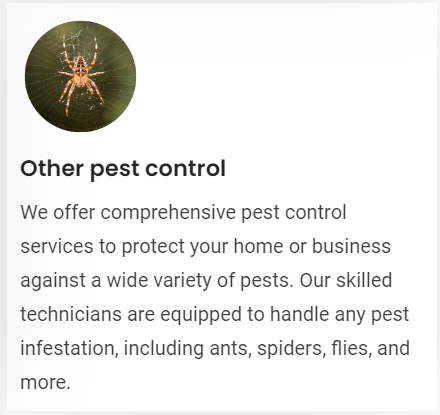 Other pest control
We offer comprehensive pest control
services to protect your home or business
against a wide variety of pests. Our skilled
technicians are equipped to handle any pest
infestation, including ants, spiders, flies, and
more.